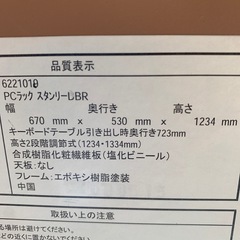 品質表示
6221010
PCラック スタンリーLBR
幅 奥行き 高さ
670 mm × 530 mm × 1234 mm
キーボードテーブル引き出し時奥行き723mm
高さ2段階調節式(1234・1334mm)
合成樹脂化粧繊維板(塩化ビニール)
天板:なし
フレーム:エポキシ樹脂塗装
中国
取扱い上の注意